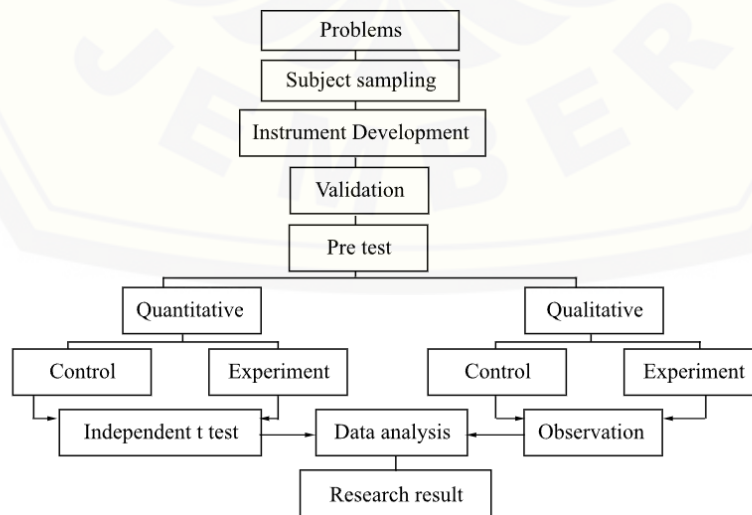 JEMBER
Problems
Subject sampling
Instrument Development
Validation
Pre test
Quantitative
Qualitative
Control
Experiment
Control
Experiment
Independent t test
Data analysis
Observation
Research result